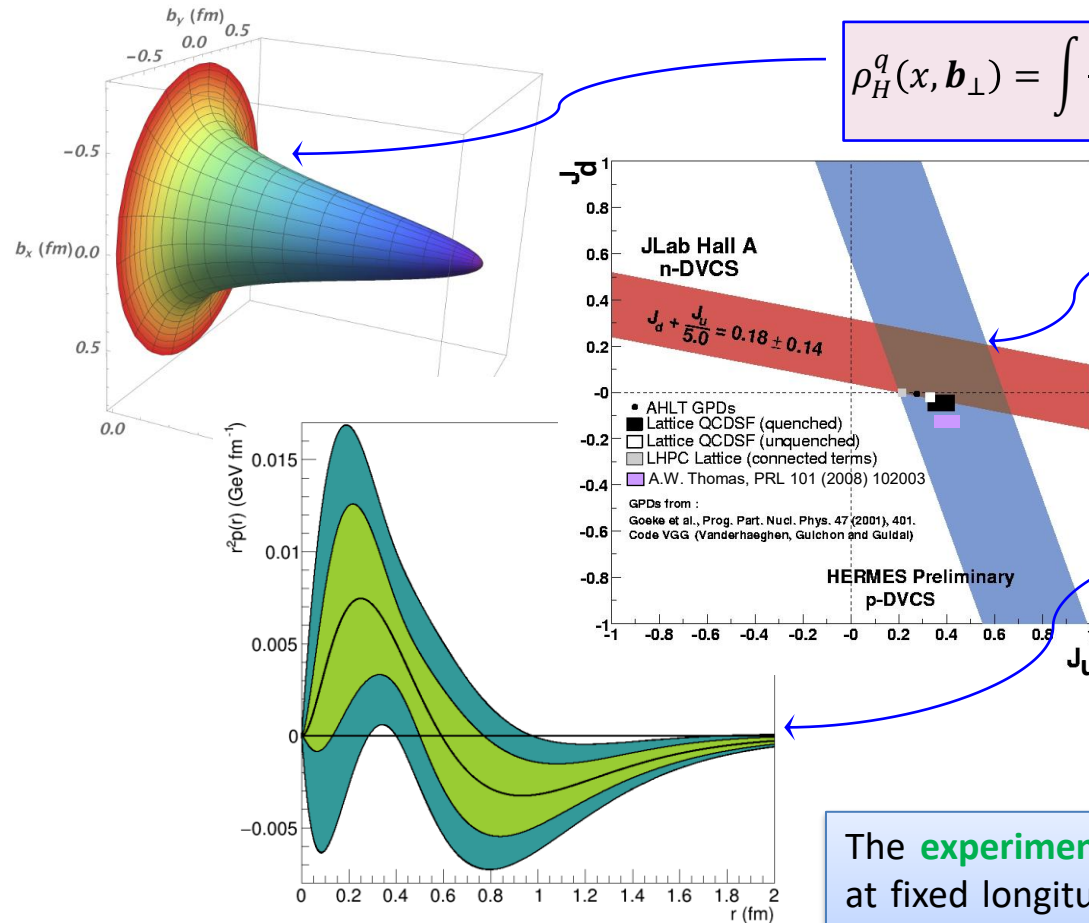 b_y (fm)
-0.5
0.0
0.5
-0.5
b_x (fm)
0.0
0.5
0.0
ρ_H^q(x, b_⊥) = ∫
J_d
1
0.8
0.6
0.4
0.2
-0
-0.2
-0.4
-0.6
-0.8
-1
JLab Hall A
n-DVCS
J_d + J_u/5.0 = 0.18 ± 0.14
AHLT GPDs
Lattice QCDSF (quenched)
Lattice QCDSF (unquenched)
LHPC Lattice (connected terms)
A.W. Thomas, PRL 101 (2008) 102003
GPDs from :
Goeke et al., Prog. Part. Nucl. Phys. 47 (2001), 401.
Code VGG (Vanderhaeghen, Guichon and Guidal)
HERMES Preliminary
p-DVCS
-1 -0.8 -0.6 -0.4 -0.2 -0 0.2 0.4 0.6 0.8 1
J_u
r²p(r) (GeV fm⁻¹)
0.015
0.01
0.005
0
−0.005
0 0.2 0.4 0.6 0.8 1 1.2 1.4 1.6 1.8 2
r (fm)
The experimen
at fixed longitu